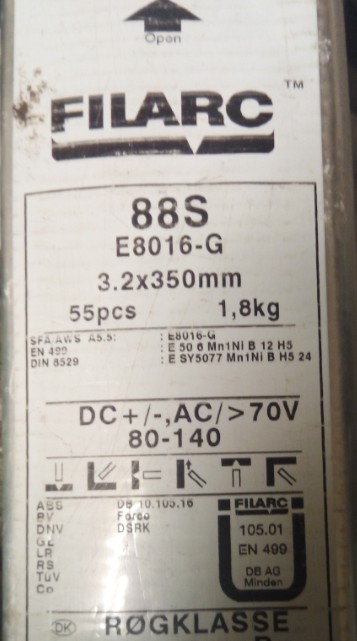 Open
FILARC ™
88S
E8016-G
3.2x350mm
55pcs 1,8kg
SFA/AWS A5.5: : E8016-G
EN 499 : E 50 6 Mn1Ni B 12 H5
DIN 8529 : E SY5077 Mn1Ni B H5 24
DC+/-,AC/>70V
80-140
ABS DB 10.105.16
BV
DNV DSRK
GL
LR
RS
TüV
Co
FILARC
105.01
EN 499
DB AG
Minden
DK RØGKLASSE